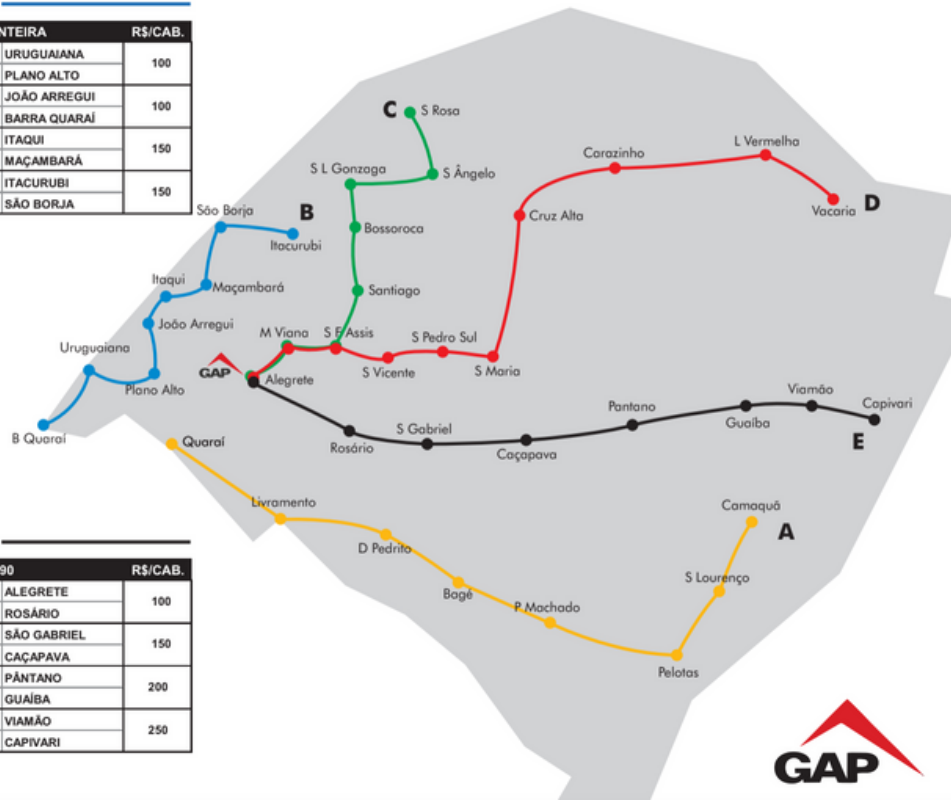 NTEIRA R$/CAB.
URUGUAIANA
100
PLANO ALTO
JOÃO ARREGUI
100
BARRA QUARAÍ
ITAQUI
150
MAÇAMBARÁ
ITACURUBI
150
SÃO BORJA
C
S Rosa
S L Gonzaga
S Ângelo
Carazinho
L Vermelha
Vacaria
D
São Borja
B
Itacurubi
Bossoroca
Cruz Alta
Itaqui
Maçambará
Santiago
João Arregui
M Viana
S F Assis
S Pedro Sul
Uruguaiana
GAP
Alegrete
S Vicente
S Maria
Plano Alto
B Quaraí
Quaraí
Rosário
S Gabriel
Caçapava
Pantano
Guaíba
Viamão
Capivari
E
Livramento
D Pedrito
Bagé
P Machado
Pelotas
S Lourenço
Camaquã
A
90 R$/CAB.
ALEGRETE
100
ROSÁRIO
SÃO GABRIEL
150
CAÇAPAVA
PÂNTANO
200
GUAÍBA
VIAMÃO
250
CAPIVARI
GAP